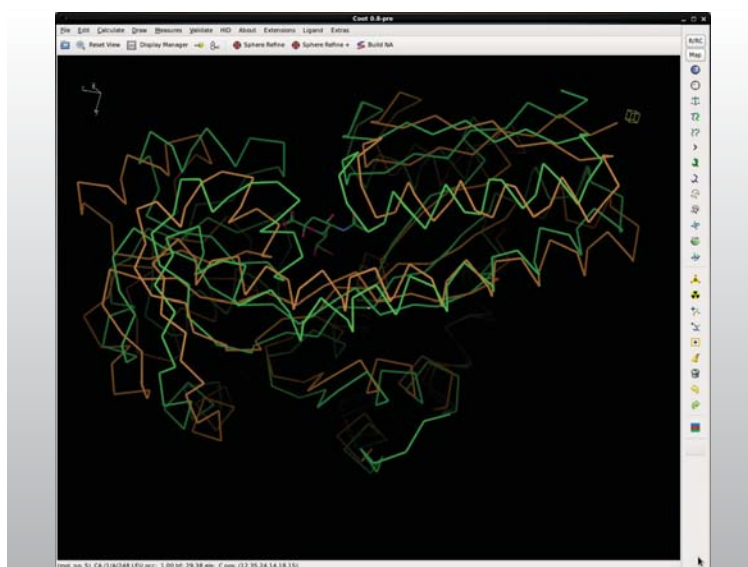 Coot 0.8-pre
File Edit Calculate Draw Measures Validate HID About Extensions Ligand Extras
Reset View Display Manager Sphere Refine Sphere Refine + Build NA
R/RC
Map